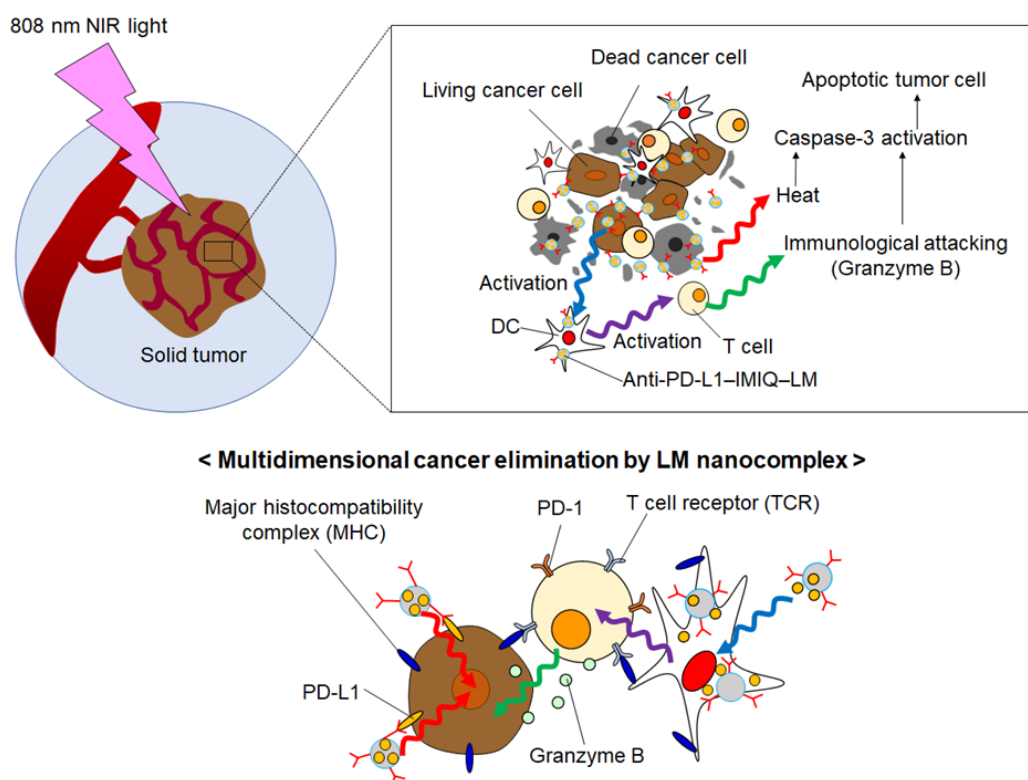 808 nm NIR light
Solid tumor
Dead cancer cell
Living cancer cell
Apoptotic tumor cell
Caspase-3 activation
Heat
Immunological attacking
(Granzyme B)
Activation
DC
Activation
T cell
Anti-PD-L1–IMIQ–LM
< Multidimensional cancer elimination by LM nanocomplex >
Major histocompatibility
complex (MHC)
PD-1
T cell receptor (TCR)
PD-L1
Granzyme B